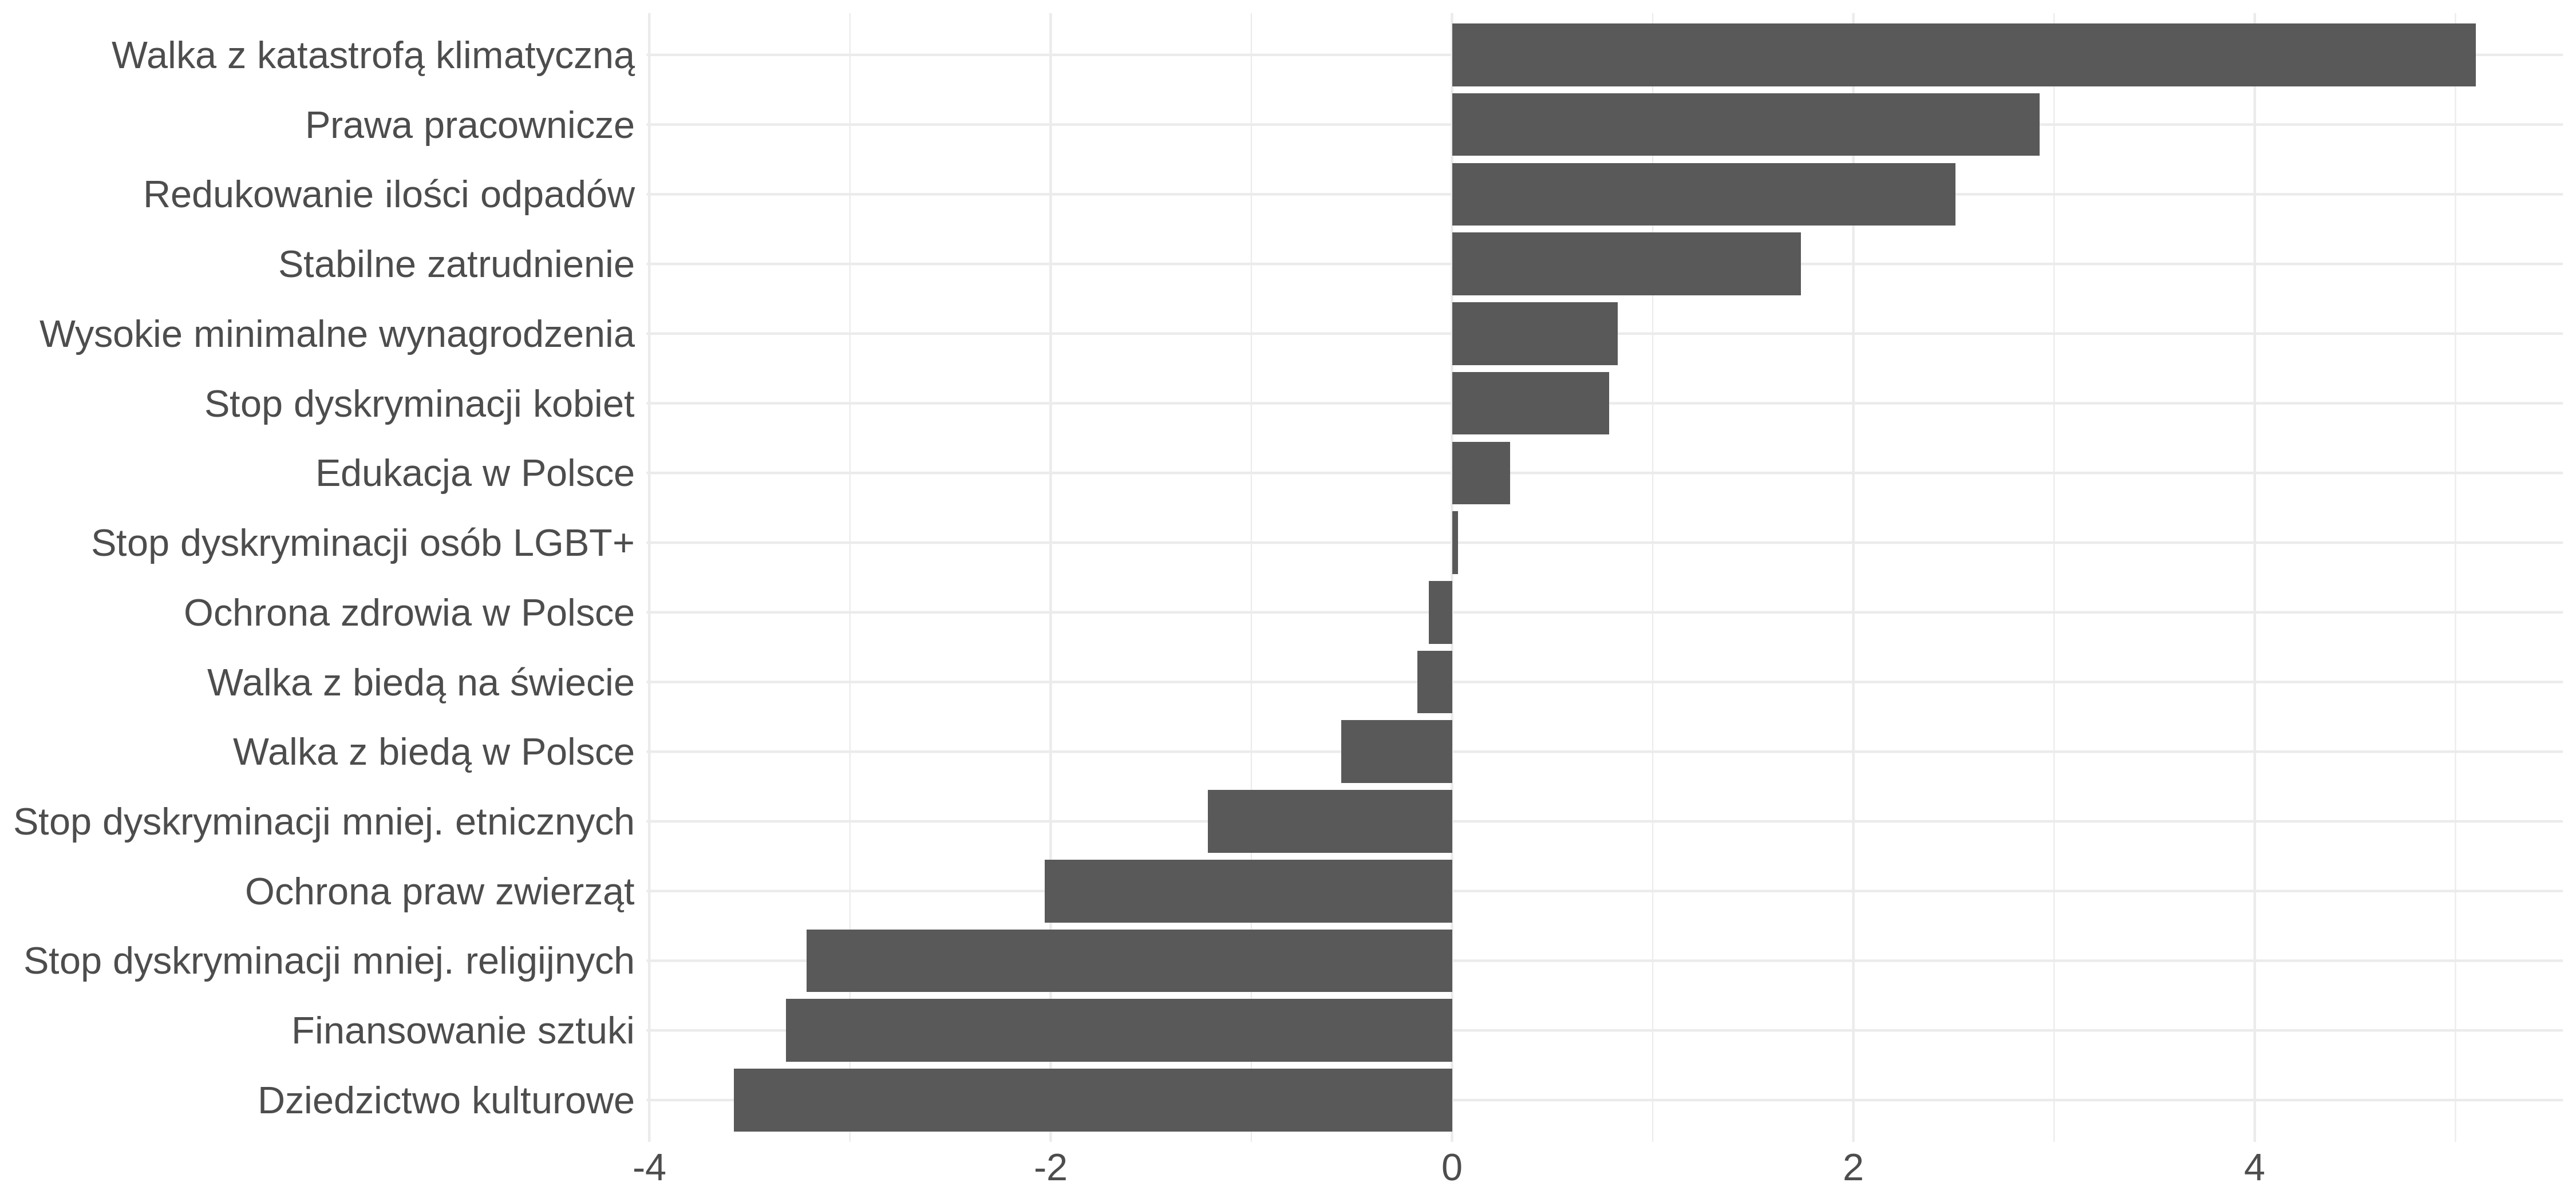 Walka z katastrofą klimatyczną
Prawa pracownicze
Redukowanie ilości odpadów
Stabilne zatrudnienie
Wysokie minimalne wynagrodzenia
Stop dyskryminacji kobiet
Edukacja w Polsce
Stop dyskryminacji osób LGBT+
Ochrona zdrowia w Polsce
Walka z biedą na świecie
Walka z biedą w Polsce
Stop dyskryminacji mniej. etnicznych
Ochrona praw zwierząt
Stop dyskryminacji mniej. religijnych
Finansowanie sztuki
Dziedzictwo kulturowe
-4 -2 0 2 4